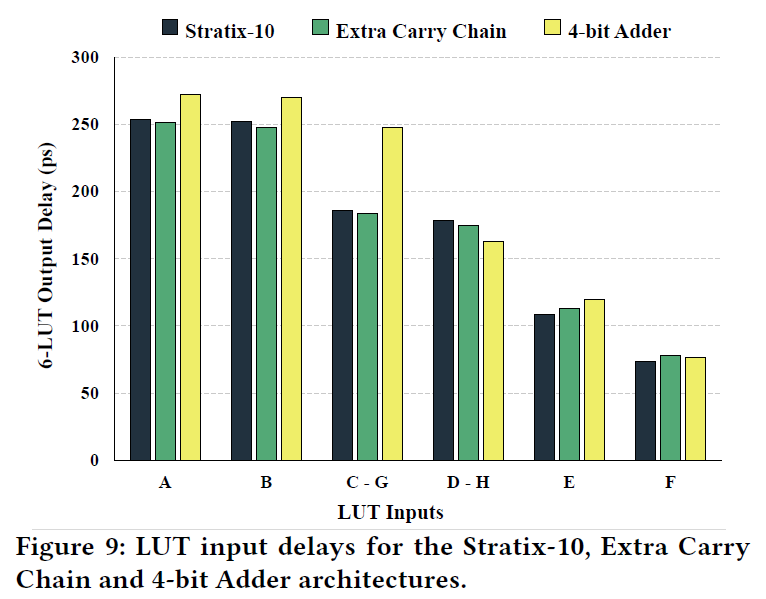 Stratix-10 Extra Carry Chain 4-bit Adder
300
250
200
150
100
50
0
6-LUT Output Delay (ps)
A B C - G D - H E F
LUT Inputs
Figure 9: LUT input delays for the Stratix-10, Extra Carry
Chain and 4-bit Adder architectures.